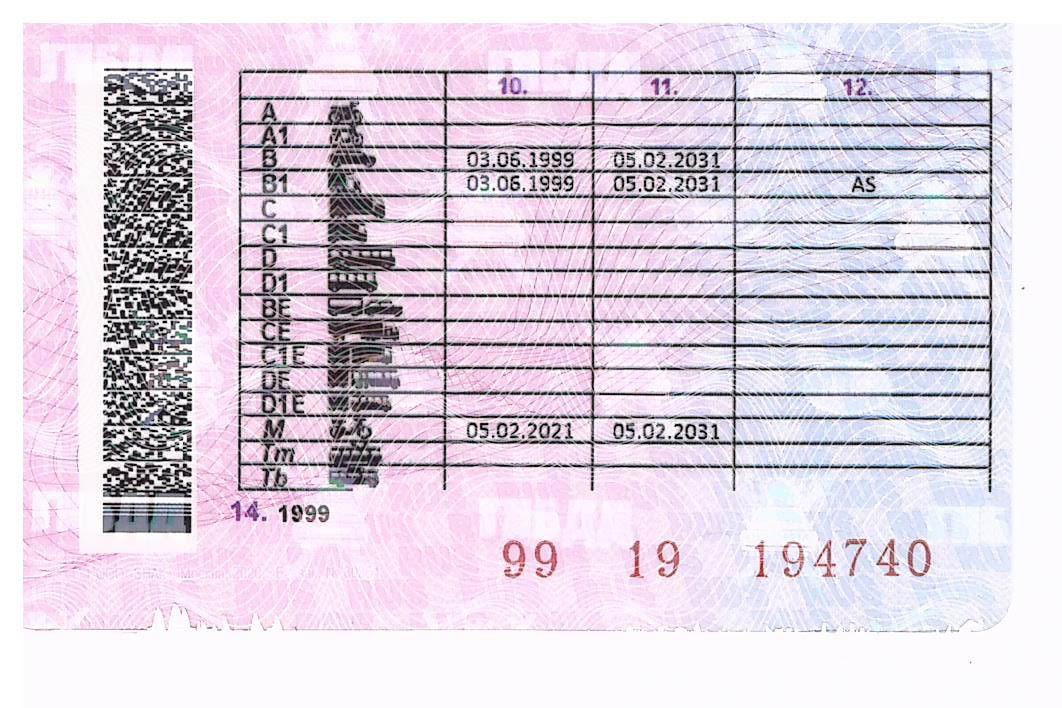 10. 11. 12.
A
A1
B 03.06.1999 05.02.2031
B1 03.06.1999 05.02.2031 AS
C
C1
D
D1
BE
CE
C1E
DE
D1E
M 05.02.2021 05.02.2031
Tm
Tb
14. 1999
99 19 194740